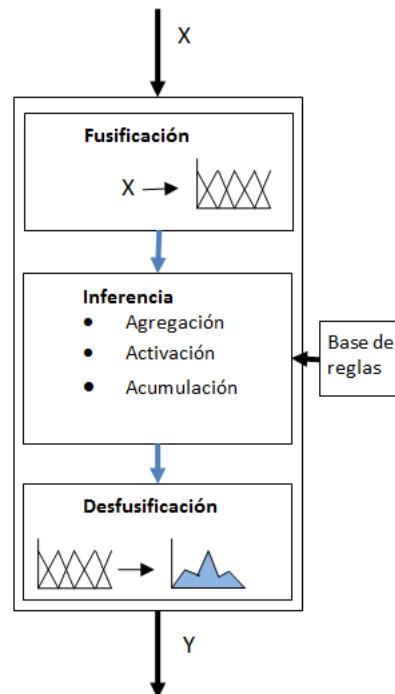 X
Fusificación
X
Inferencia
• Agregación
• Activación
• Acumulación
Base de
reglas
Desfusificación
Y